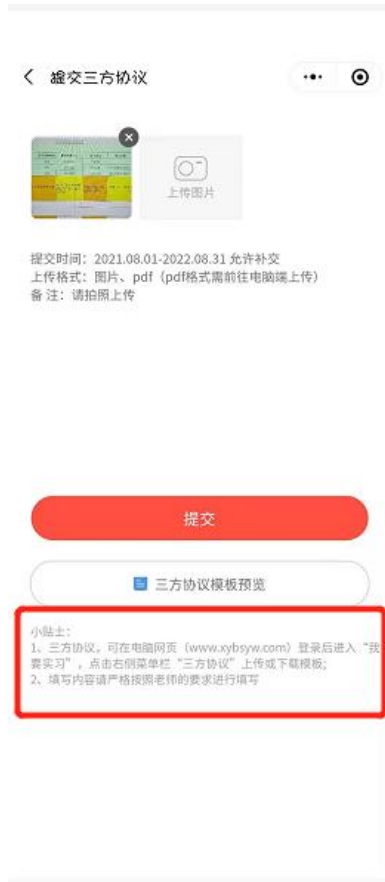 提交三方协议
上传图片
提交时间：2021.08.01-2022.08.31 允许补交
上传格式：图片、pdf（pdf格式需前往电脑端上传）
备 注：请拍照上传
提交
三方协议模板预览
小贴士：
1、三方协议，可在电脑网页（www.xybsyw.com）登录后进入“我
要实习”，点击右侧菜单栏“三方协议”上传或下载模板;
2、填写内容请严格按照老师的要求进行填写